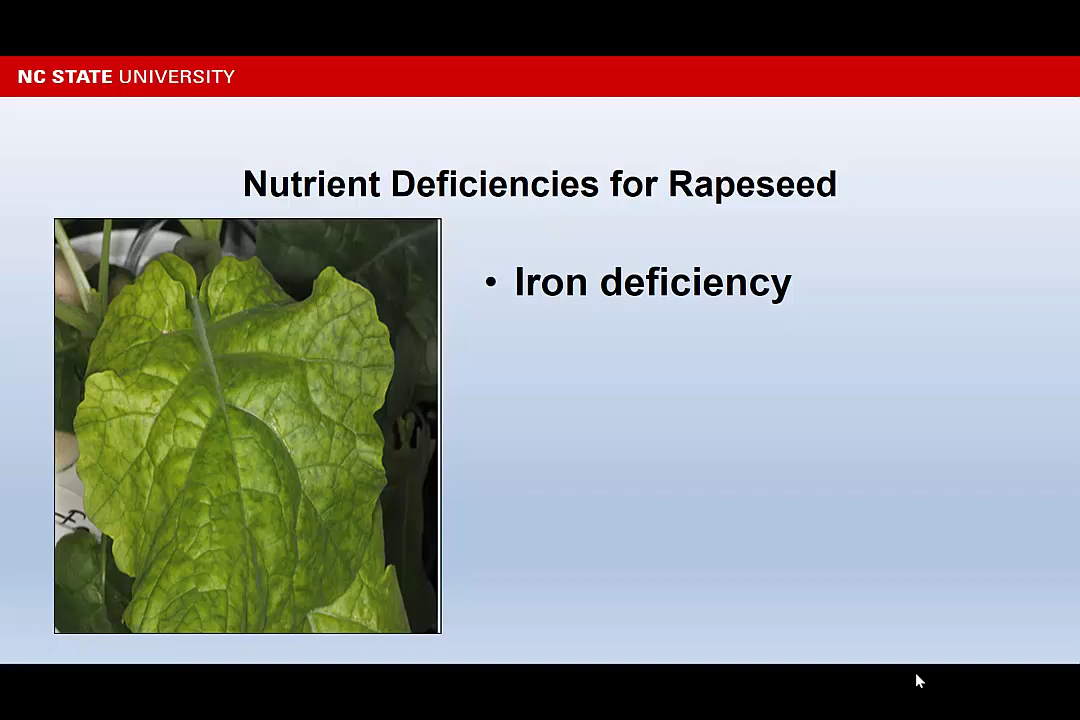 NC STATE UNIVERSITY
Nutrient Deficiencies for Rapeseed
• Iron deficiency